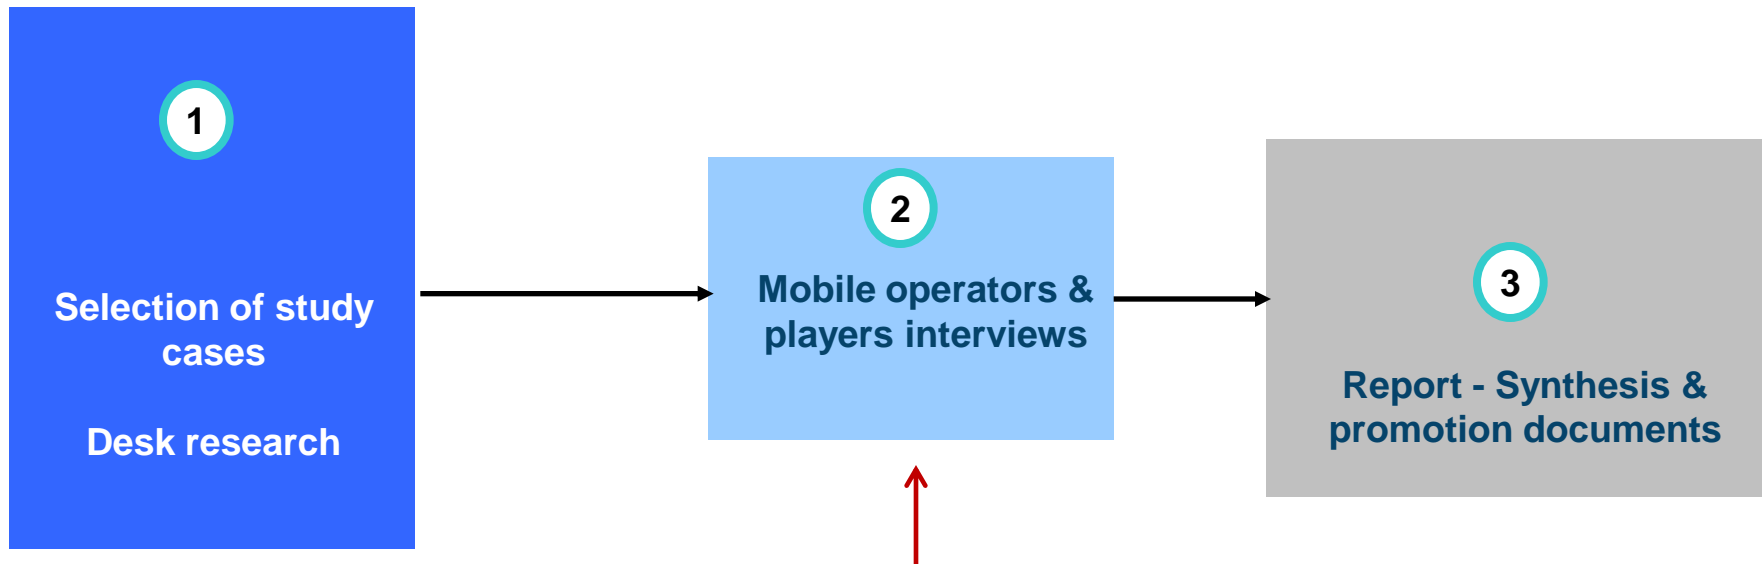 1
Selection of study
cases
Desk research
2
Mobile operators &
players interviews
3
Report - Synthesis &
promotion documents